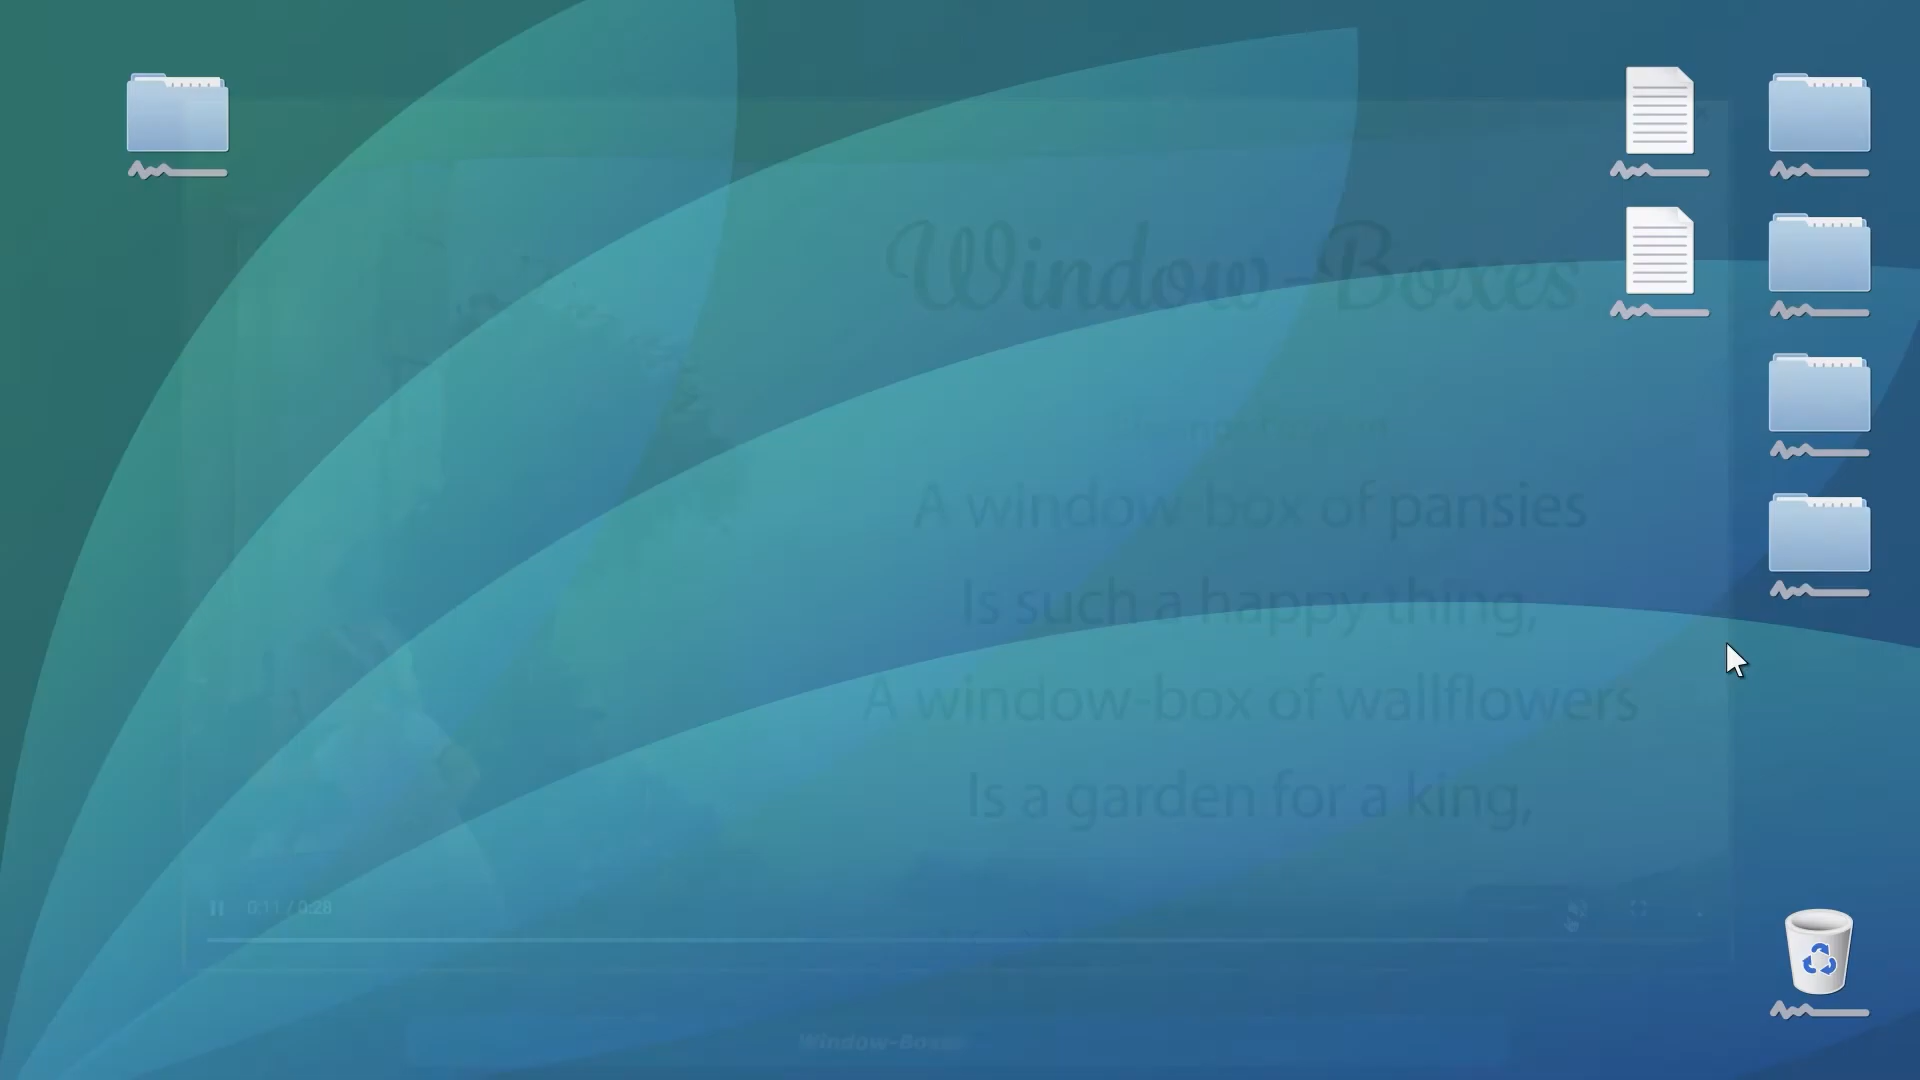 Window-Boxes
A window-box of pansies
Is such a happy thing,
A window-box of wallflowers
Is a garden for a king,
0:11 / 0:28
Window-Boxes